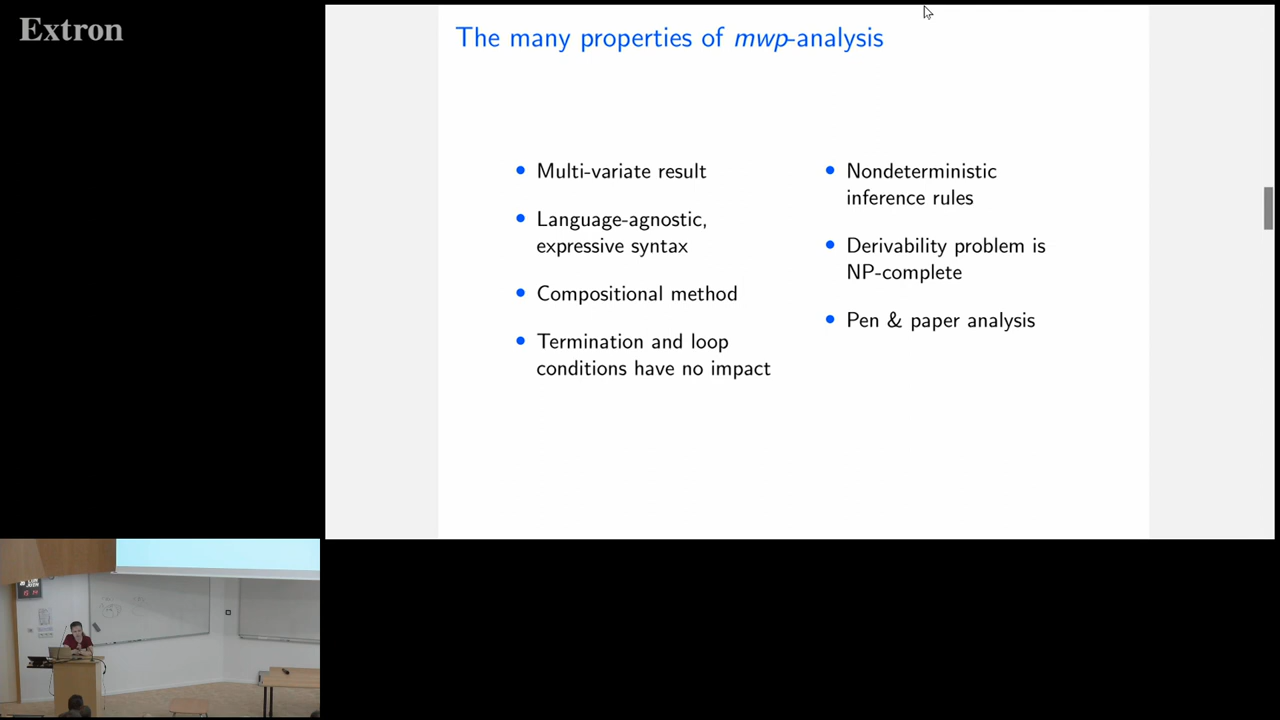 Extron
The many properties of mwp-analysis
• Multi-variate result
• Language-agnostic,
expressive syntax
• Compositional method
• Termination and loop
conditions have no impact
• Nondeterministic
inference rules
• Derivability problem is
NP-complete
• Pen & paper analysis